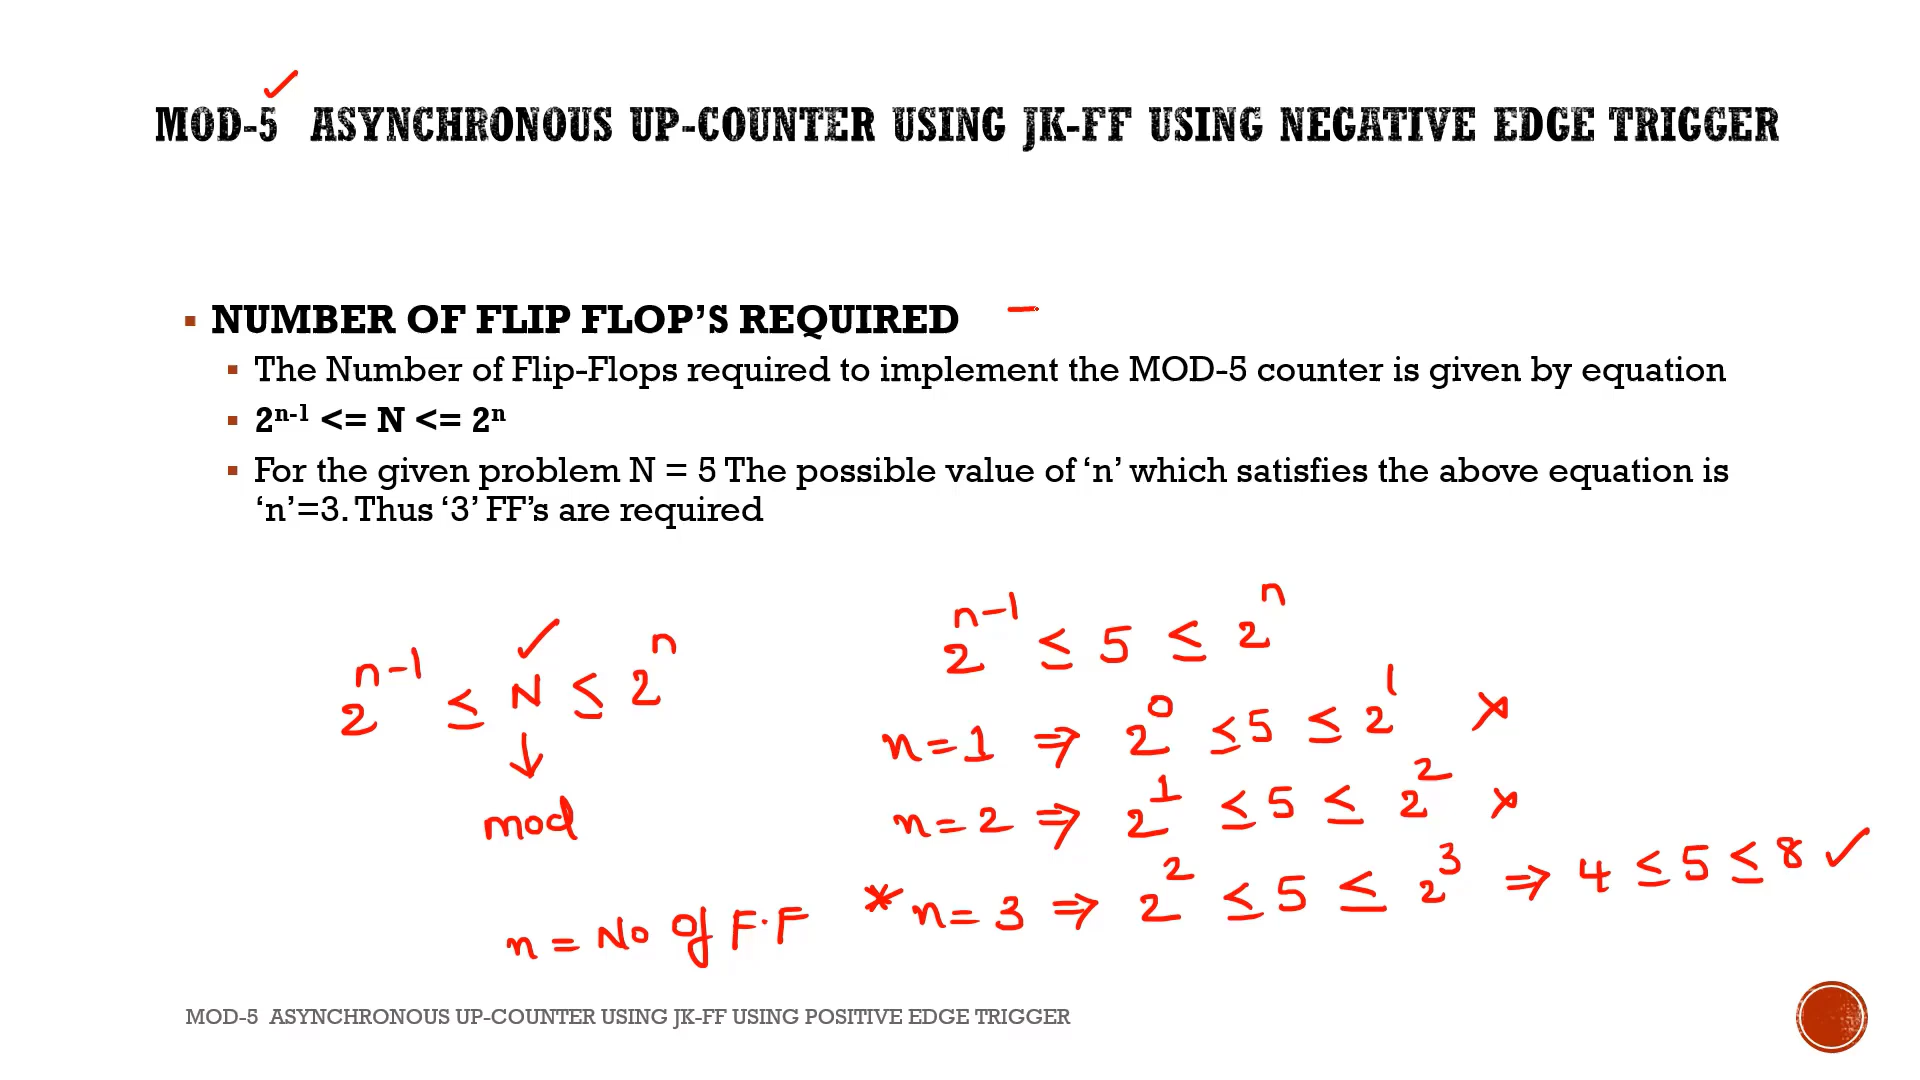 MOD-5 ASYNCHRONOUS UP-COUNTER USING JK-FF USING NEGATIVE EDGE TRIGGER
NUMBER OF FLIP FLOP’S REQUIRED
The Number of Flip-Flops required to implement the MOD-5 counter is given by equation
2ⁿ⁻¹ <= N <= 2ⁿ
For the given problem N = 5 The possible value of ‘n’ which satisfies the above equation is
‘n’=3. Thus ‘3’ FF’s are required
2ⁿ⁻¹ ≤ N ≤ 2ⁿ
↓
mod
n = No of F.F
2ⁿ⁻¹ ≤ 5 ≤ 2ⁿ
n=1 ⇒ 2⁰ ≤ 5 ≤ 2¹ ×
n=2 ⇒ 2¹ ≤ 5 ≤ 2² ×
* n=3 ⇒ 2² ≤ 5 ≤ 2³ ⇒ 4 ≤ 5 ≤ 8 ✓
MOD-5 ASYNCHRONOUS UP-COUNTER USING JK-FF USING POSITIVE EDGE TRIGGER